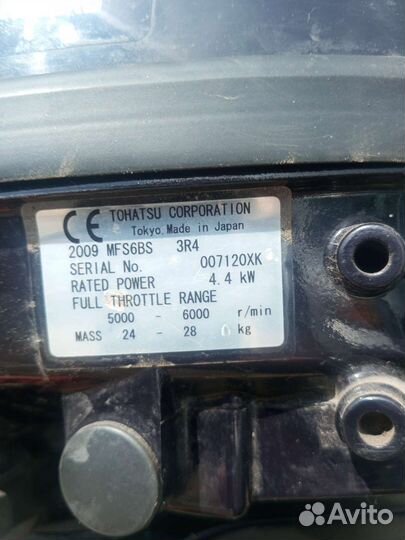 CE TOHATSU CORPORATION
Tokyo.Made in Japan
2009 MFS6BS 3R4
SERIAL No. 007120XK
RATED POWER 4.4 kW
FULL THROTTLE RANGE
5000 - 6000 r/min
MASS 24 - 28 kg
Avito